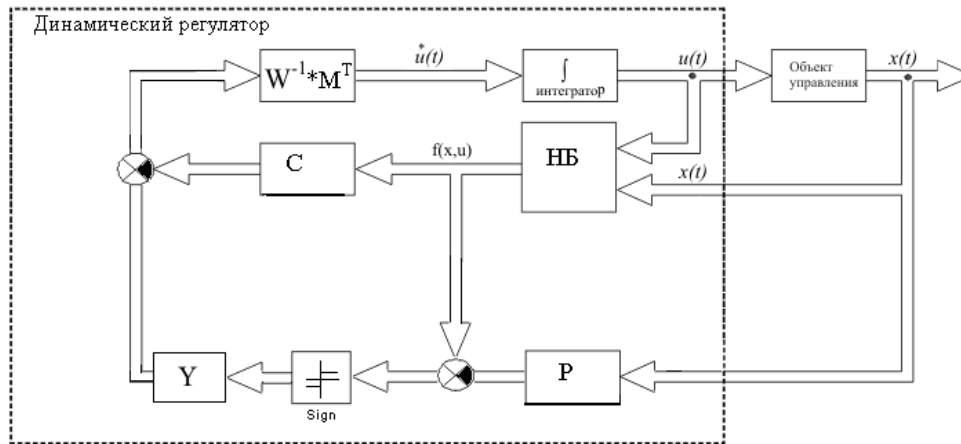 Динамический регулятор
W⁻¹*Mᵀ
u̇(t)
∫
интегратор
u(t)
Объект
управления
x(t)
С
f(x,u)
НБ
x(t)
Y
Sign
Р